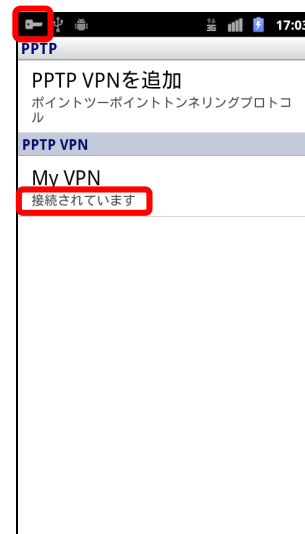 3G 17:03
PPTP
PPTP VPNを追加
ポイントツーポイントトンネリングプロトコ
ル
PPTP VPN
My VPN
接続されています